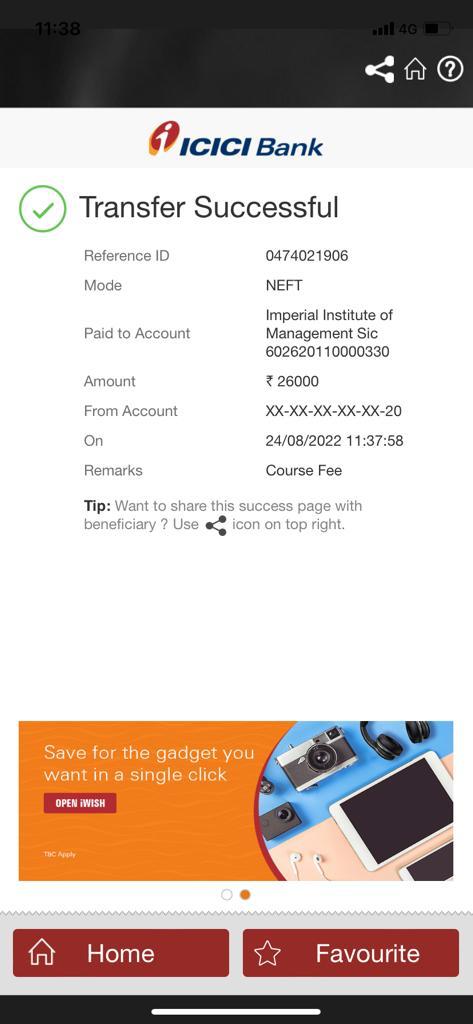 11:38
4G
?
ICICI Bank
Transfer Successful
Reference ID 0474021906
Mode NEFT
Paid to Account Imperial Institute of
Management Sic
602620110000330
Amount ₹ 26000
From Account XX-XX-XX-XX-XX-20
On 24/08/2022 11:37:58
Remarks Course Fee
Tip: Want to share this success page with
beneficiary ? Use icon on top right.
Save for the gadget you
want in a single click
OPEN iWISH
T&C Apply
Home
Favourite